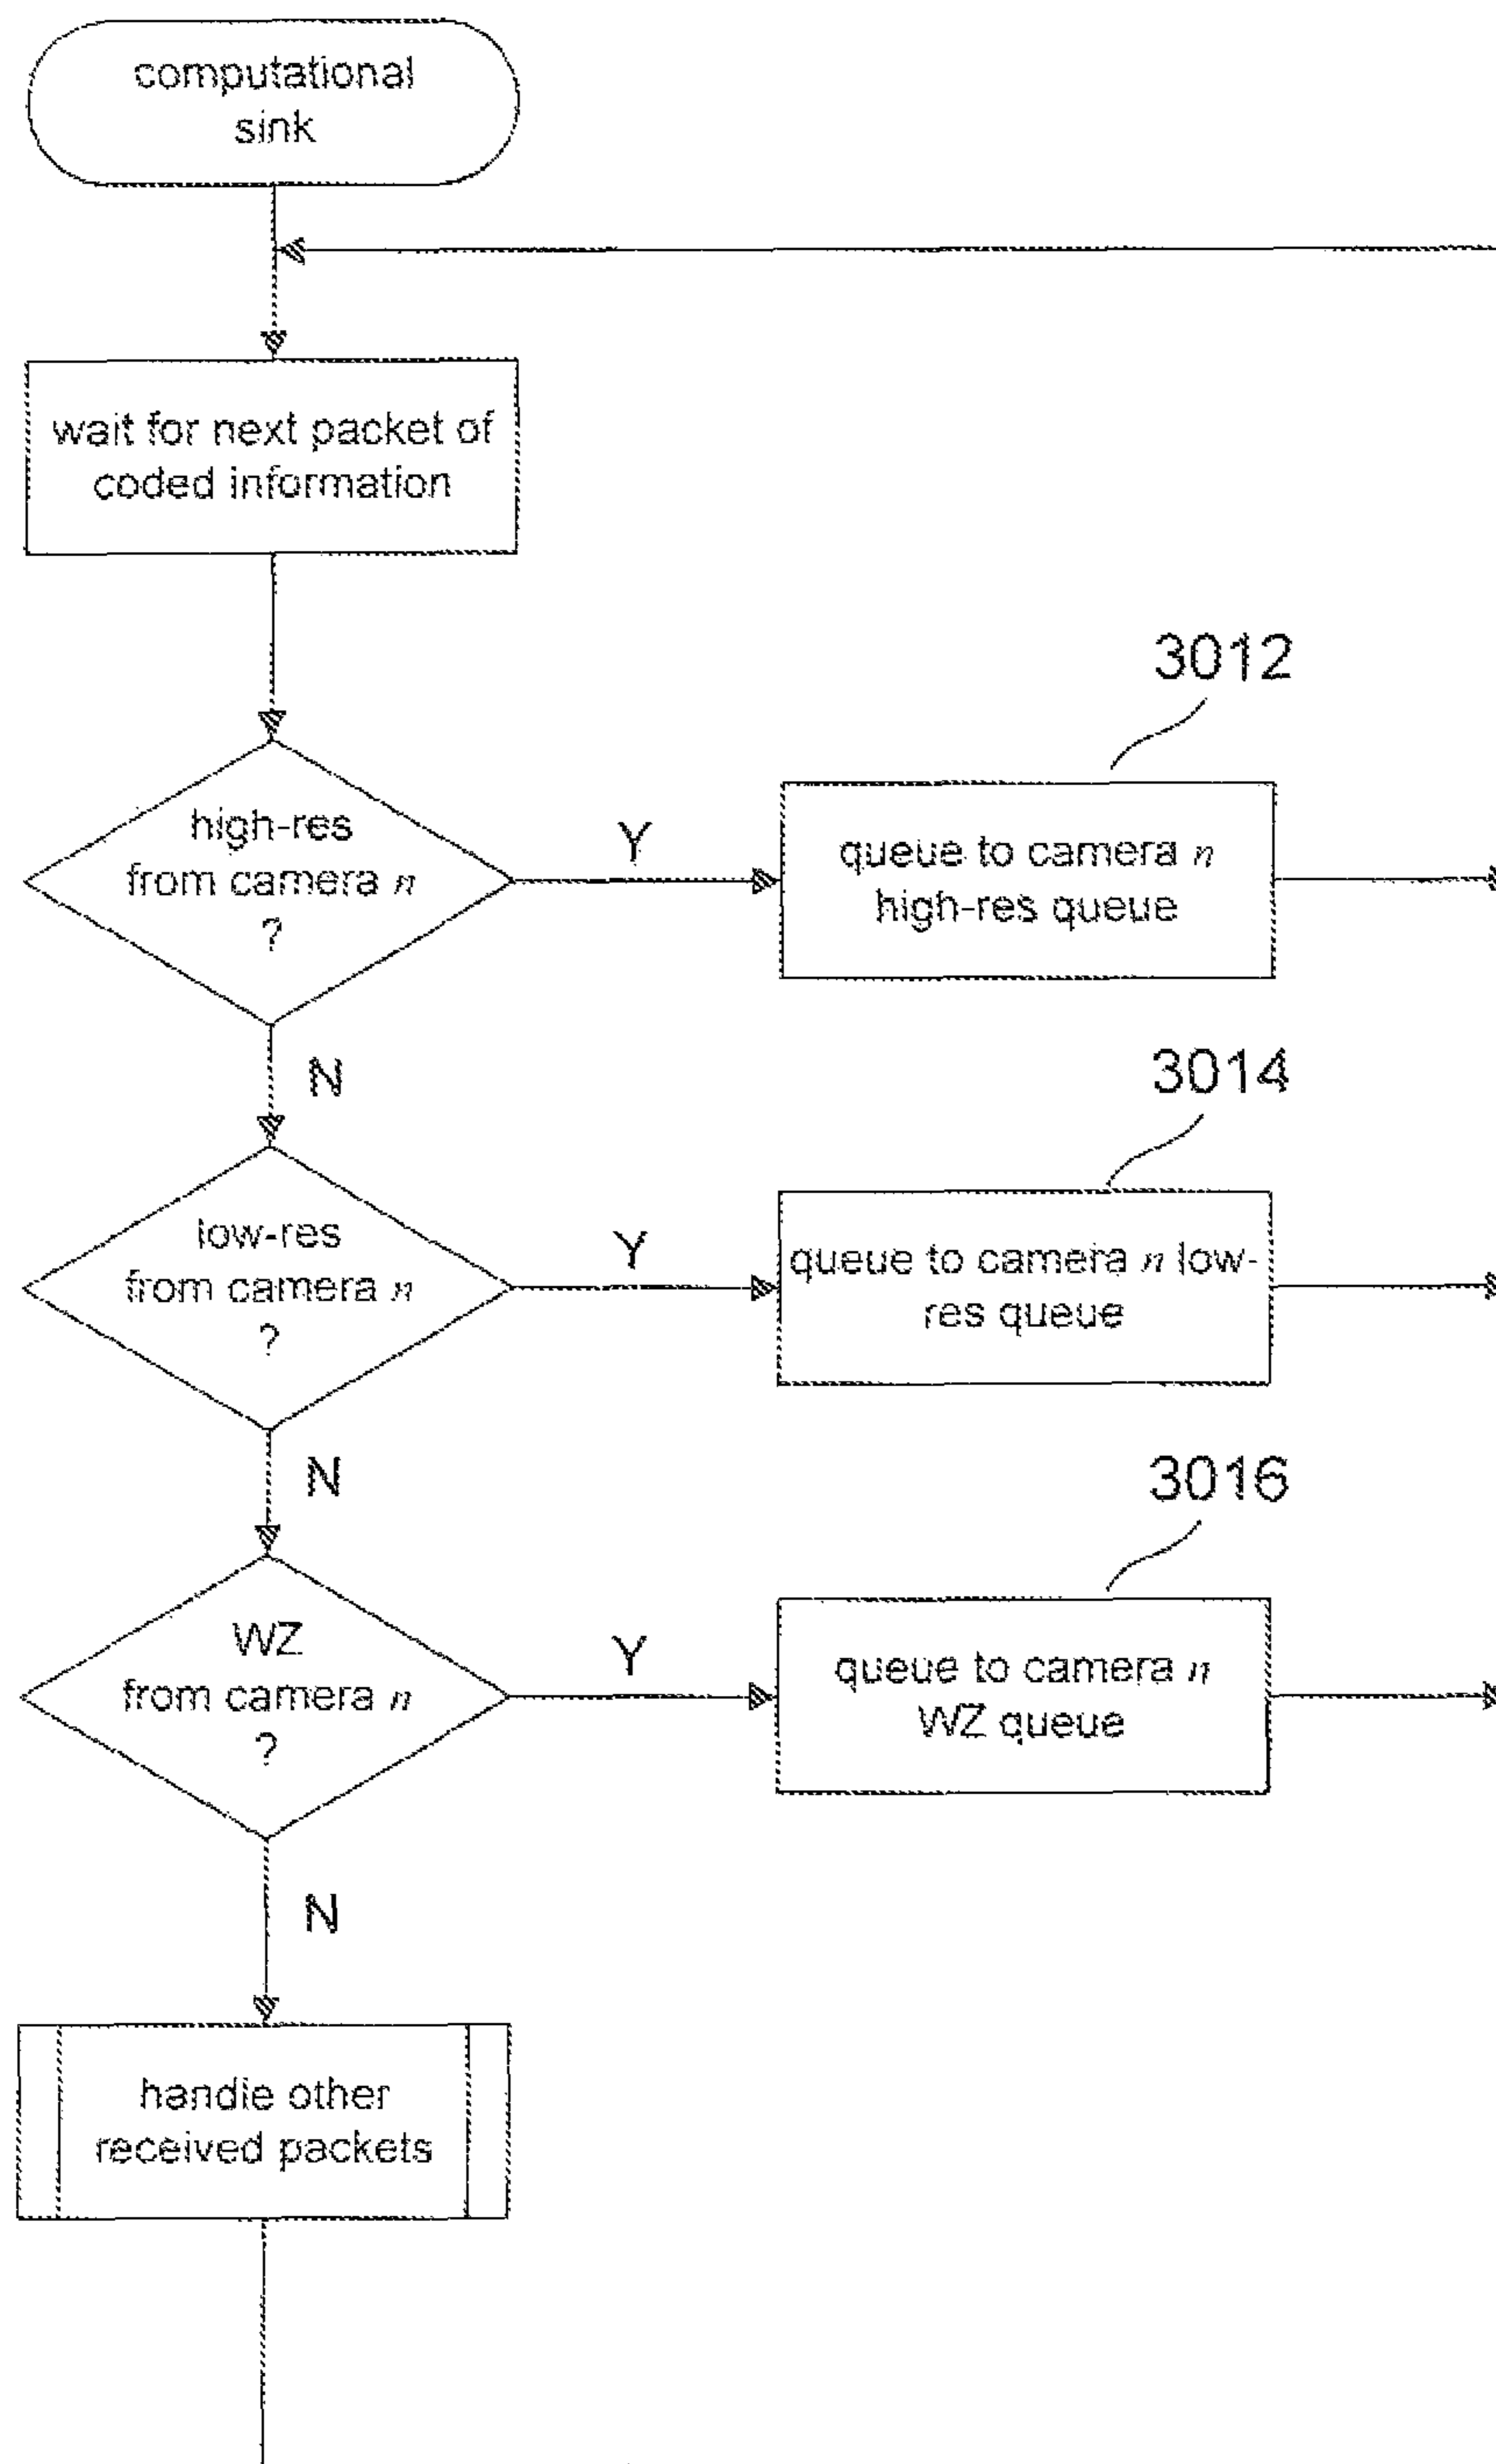 computational
sink
wait for next packet of
coded information
3012
high-res
from camera n
?
Y
queue to camera n
high-res queue
N
3014
low-res
from camera n
?
Y
queue to camera n low-
res queue
N
3016
WZ
from camera n
?
Y
queue to camera n
WZ queue
N
handle other
received packets